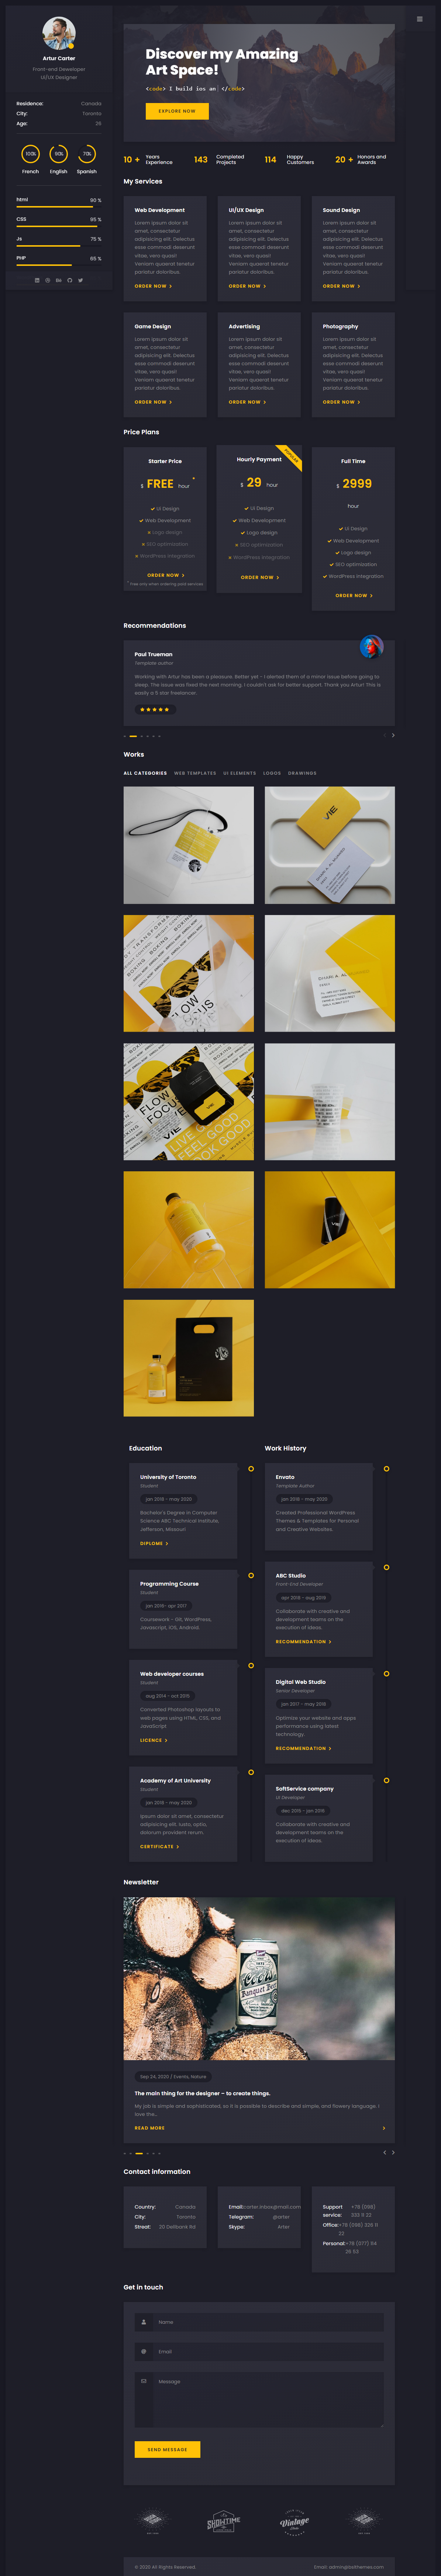 Artur Carter
Front-end Deweloper
UI/UX Designer
Residence: Canada
City: Toronto
Age: 26
100% 90% 70%
French English Spanish
html 90 %
CSS 95 %
Js 75 %
PHP 65 %
Discover my Amazing
Art Space!
<code> I build ios an </code>
EXPLORE NOW
10 + Years Experience
143 Completed Projects
114 Happy Customers
20 + Honors and Awards
My Services
Web Development
Lorem ipsum dolor sit
amet, consectetur
adipisicing elit. Delectus
esse commodi deserunt
vitae, vero quasi!
Veniam quaerat tenetur
pariatur doloribus.
ORDER NOW
UI/UX Design
Lorem ipsum dolor sit
amet, consectetur
adipisicing elit. Delectus
esse commodi deserunt
vitae, vero quasi!
Veniam quaerat tenetur
pariatur doloribus.
ORDER NOW
Sound Design
Lorem ipsum dolor sit
amet, consectetur
adipisicing elit. Delectus
esse commodi deserunt
vitae, vero quasi!
Veniam quaerat tenetur
pariatur doloribus.
ORDER NOW
Game Design
Lorem ipsum dolor sit
amet, consectetur
adipisicing elit. Delectus
esse commodi deserunt
vitae, vero quasi!
Veniam quaerat tenetur
pariatur doloribus.
ORDER NOW
Advertising
Lorem ipsum dolor sit
amet, consectetur
adipisicing elit. Delectus
esse commodi deserunt
vitae, vero quasi!
Veniam quaerat tenetur
pariatur doloribus.
ORDER NOW
Photography
Lorem ipsum dolor sit
amet, consectetur
adipisicing elit. Delectus
esse commodi deserunt
vitae, vero quasi!
Veniam quaerat tenetur
pariatur doloribus.
ORDER NOW
Price Plans
Starter Price
$ FREE hour *
UI Design
Web Development
Logo design
SEO optimization
WordPress integration
ORDER NOW
* Free only when ordering paid services
POPULAR
Hourly Payment
$ 29 hour
UI Design
Web Development
Logo design
SEO optimization
WordPress integration
ORDER NOW
Full Time
$ 2999
hour
UI Design
Web Development
Logo design
SEO optimization
WordPress integration
ORDER NOW
Recommendations
Paul Trueman
Template author
Working with Artur has been a pleasure. Better yet - I alerted them of a minor issue before going to
sleep. The issue was fixed the next morning. I couldn't ask for better support. Thank you Artur! This is
easily a 5 star freelancer.
Works
ALL CATEGORIES WEB TEMPLATES UI ELEMENTS LOGOS DRAWINGS
VIE
FLOW
FOCUS
VIE
Education
University of Toronto
Student
jan 2018 - may 2020
Bachelor's Degree in Computer
Science ABC Technical Institute,
Jefferson, Missouri
DIPLOME
Programming Course
Student
Coursework - Git, WordPress,
Javascript, iOS, Android.
Web developer courses
Student
Converted Photoshop layouts to
web pages using HTML, CSS, and
JavaScript
LICENCE
Academy of Art University
Student
jan 2018 - may 2020
Ipsum dolor sit amet, consectetur
adipisicing elit. Iusto, optio,
dolorum provident rerum.
CERTIFICATE
Work History
Envato
Template Author
jan 2018 - may 2020
Created Professional WordPress
Themes & Templates for Personal
and Creative Websites.
ABC Studio
Front-End Developer
Collaborate with creative and
development teams on the
execution of ideas.
RECOMMENDATION
Digital Web Studio
Senior Developer
Optimise your website and apps
performance using latest
technology.
RECOMMENDATION
SoftService company
UI Developer
Collaborate with creative and
development teams on the
execution of ideas.
Newsletter
Coors
Banquet Beer
Sep 24, 2020 / Events, Nature
The main thing for the designer – to create things.
My job is simple and sophisticated, so it is possible to describe and simple, and flowery language. I
love the...
READ MORE
Contact information
Country: Canada
City: Toronto
Streat: 20 Dellbank Rd
Email: carter.inbox@mail.com
Telegram: @arter
Skype: Arter
Support service: +78 (098) 333 11 22
Office: +78 (098) 326 11 22
Personal: +78 (077) 84 26 53
Get in touch
Name
Email
Message
SEND MESSAGE
SHOWTIME
Vintage
© 2025 All Rights Reserved.
Email: admin@bslthemes.com